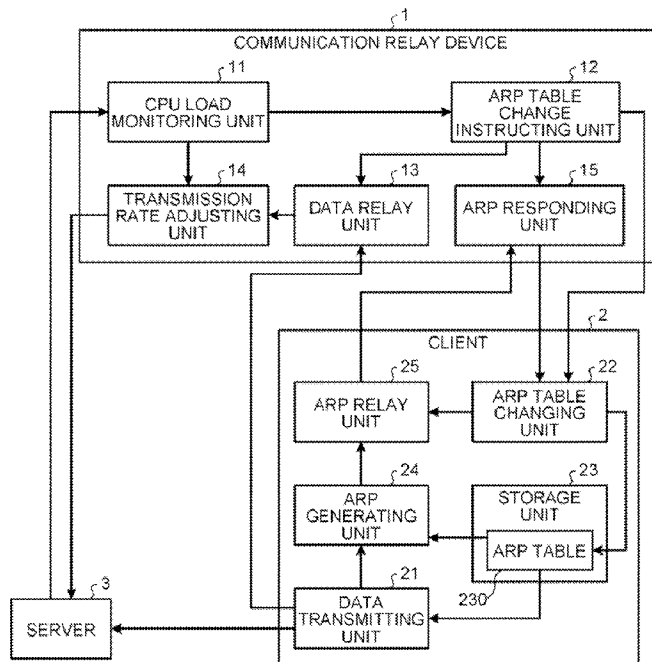 1
COMMUNICATION RELAY DEVICE
11
CPU LOAD
MONITORING UNIT
12
ARP TABLE
CHANGE
INSTRUCTING UNIT
14
TRANSMISSION
RATE ADJUSTING
UNIT
13
DATA RELAY
UNIT
15
ARP RESPONDING
UNIT
2
CLIENT
25
ARP RELAY
UNIT
22
ARP TABLE
CHANGING
UNIT
24
ARP
GENERATING
UNIT
23
STORAGE
UNIT
ARP TABLE
230
21
DATA
TRANSMITTING
UNIT
3
SERVER